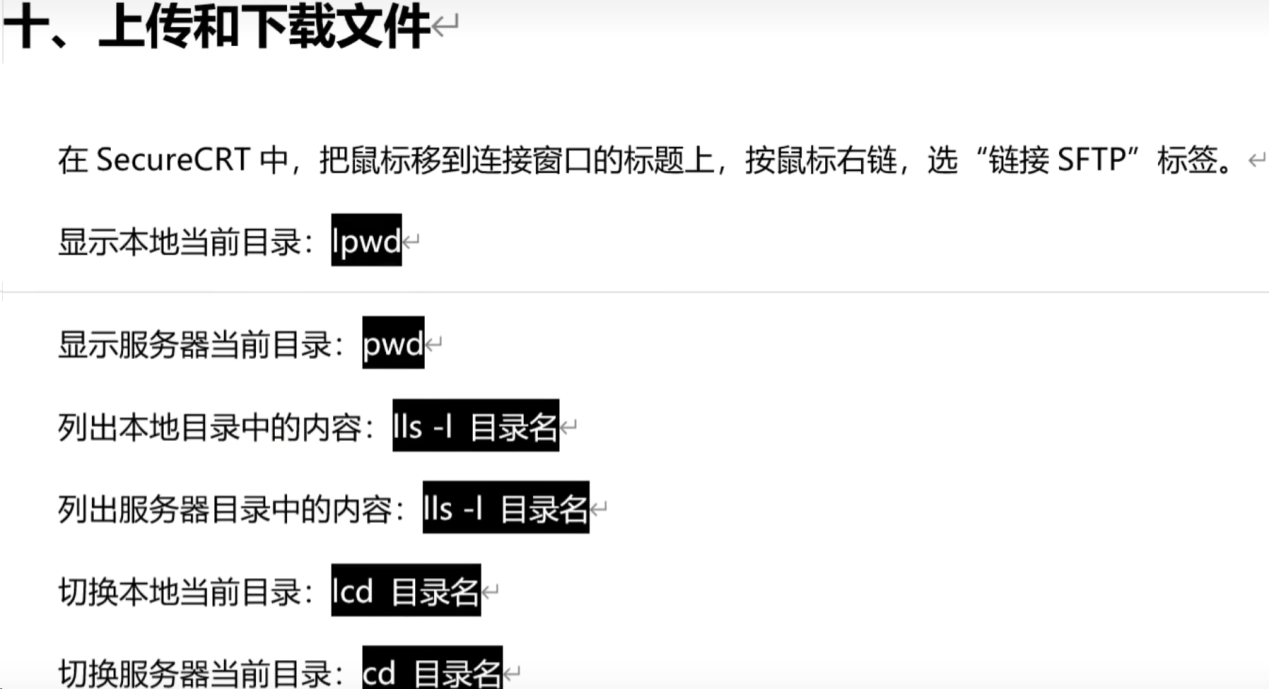 十、上传和下载文件
在 SecureCRT 中，把鼠标移到连接窗口的标题上，按鼠标右链，选“链接 SFTP”标签。
显示本地当前目录：lpwd
显示服务器当前目录：pwd
列出本地目录中的内容：lls -l 目录名
列出服务器目录中的内容：lls -l 目录名
切换本地当前目录：lcd 目录名
切换服务器当前目录：cd 目录名